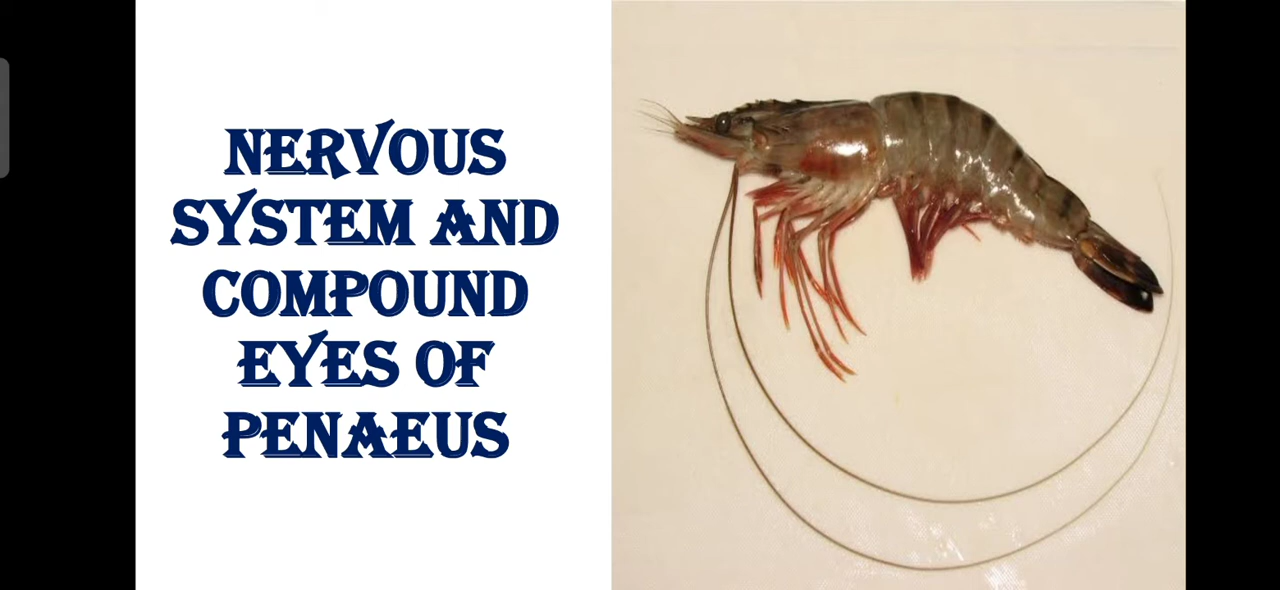 NERVOUS
SYSTEM AND
COMPOUND
EYES OF
PENAEUS